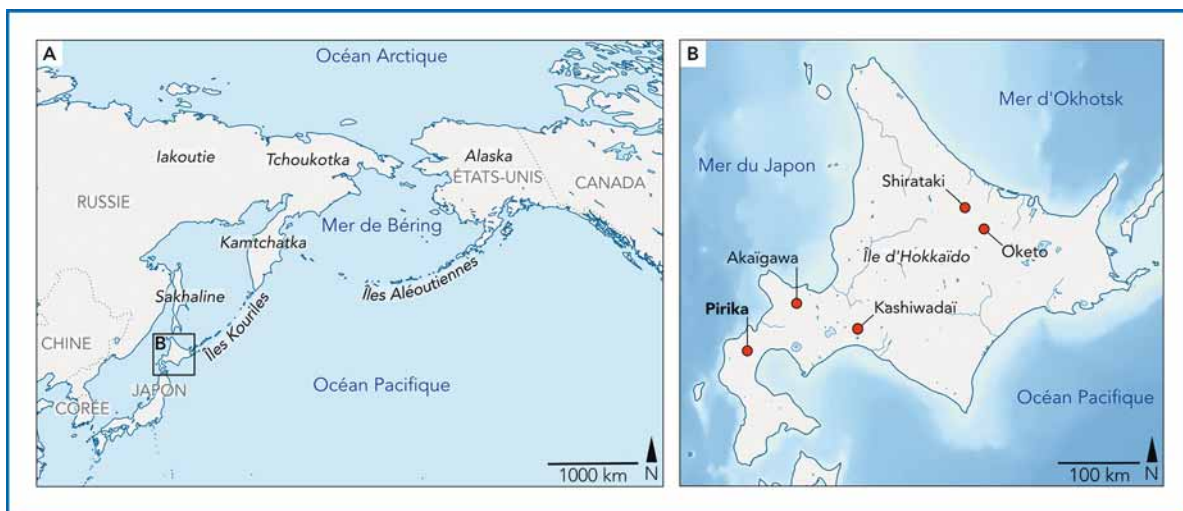 A
Océan Arctique
Iakoutie
Tchoukotka
Alaska
ÉTATS-UNIS
CANADA
RUSSIE
Mer de Béring
Kamtchatka
Îles Aléoutiennes
Sakhaline
Îles Kouriles
B
CHINE
JAPON
CORÉE
Océan Pacifique
1000 km
N
B
Mer d'Okhotsk
Mer du Japon
Shirataki
Oketo
Île d'Hokkaïdo
Akaïgawa
Kashiwadaï
Pirika
Océan Pacifique
100 km
N